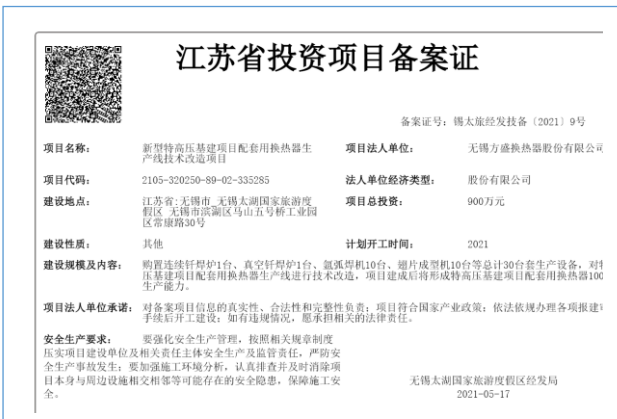 江苏省投资项目备案证
备案证号：锡太旅经发技备〔2021〕9号
项目名称： 新型特高压基建项目配套用换热器生 项目法人单位： 无锡方盛换热器股份有限公司
产线技术改造项目
项目代码： 2105-320250-89-02-335285 法人单位经济类型： 股份有限公司
建设地点： 江苏省:无锡市_无锡太湖国家旅游度 项目总投资： 900万元
假区 无锡市滨湖区马山五号桥工业园
区常康路30号
建设性质： 其他 计划开工时间： 2021
建设规模及内容： 购置连续钎焊炉1台、真空钎焊炉1台、氩弧焊机10台、翅片成型机10台等总计30台套生产设备，对特
压基建项目配套用换热器生产线进行技术改造，项目建成后将形成特高压基建项目配套用换热器100
生产能力。
项目法人单位承诺： 对备案项目信息的真实性、合法性和完整性负责；项目符合国家产业政策；依法依规办理各项报建
手续后开工建设；如有违规情况，愿承担相关的法律责任。
安全生产要求： 要强化安全生产管理，按照相关规章制度
压实项目建设单位及相关责任主体安全生产及监管责任，严防安
全生产事故发生；要加强施工环境分析，认真排查并及时消除项
目本身与周边设施相交相邻等可能存在的安全隐患，保障施工安
全。
无锡太湖国家旅游度假区经发局
2021-05-17